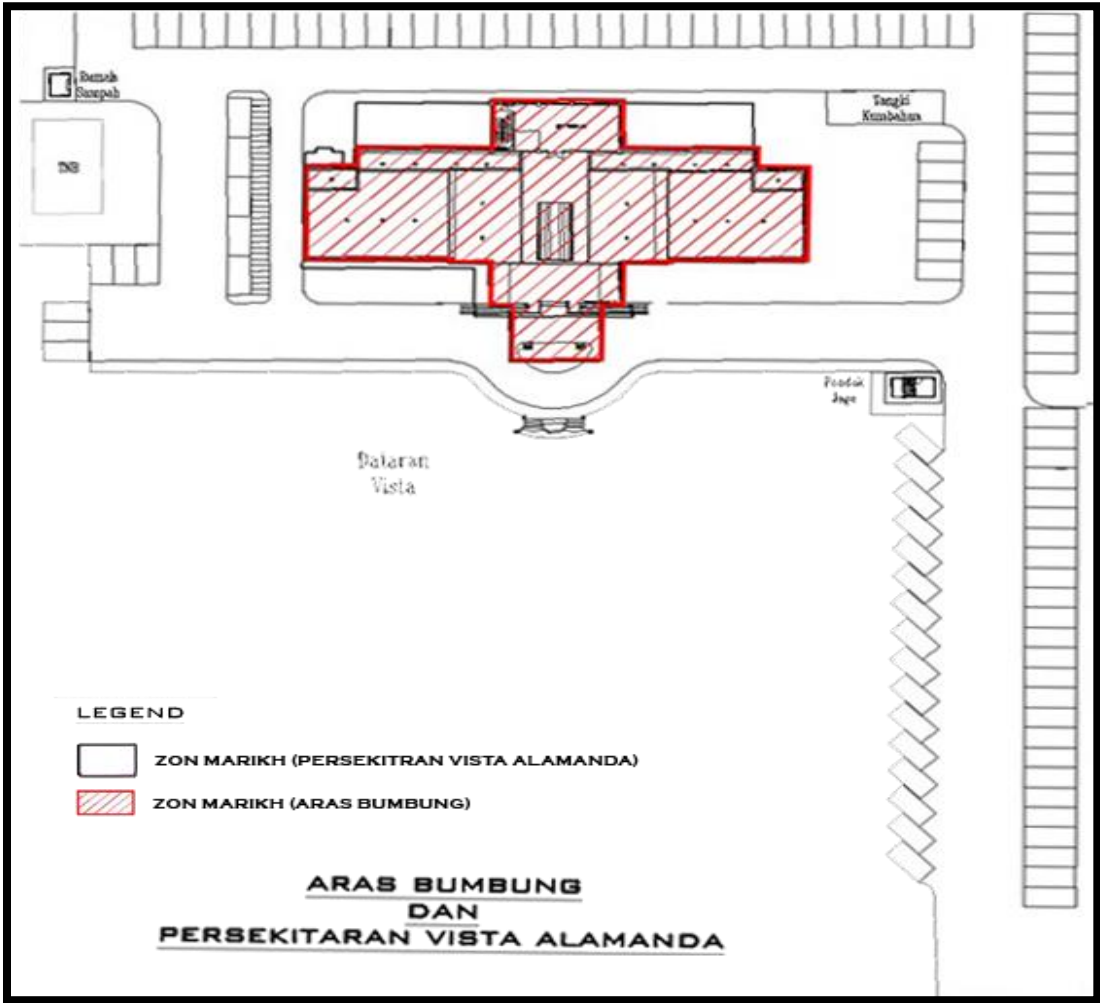 Rumah
Sampah
Tangki
Kumbahan
TNB
Pondok
Jaga
Dataran
Vista
LEGEND
ZON MARIKH (PERSEKITRAN VISTA ALAMANDA)
ZON MARIKH (ARAS BUMBUNG)
ARAS BUMBUNG
DAN
PERSEKITARAN VISTA ALAMANDA